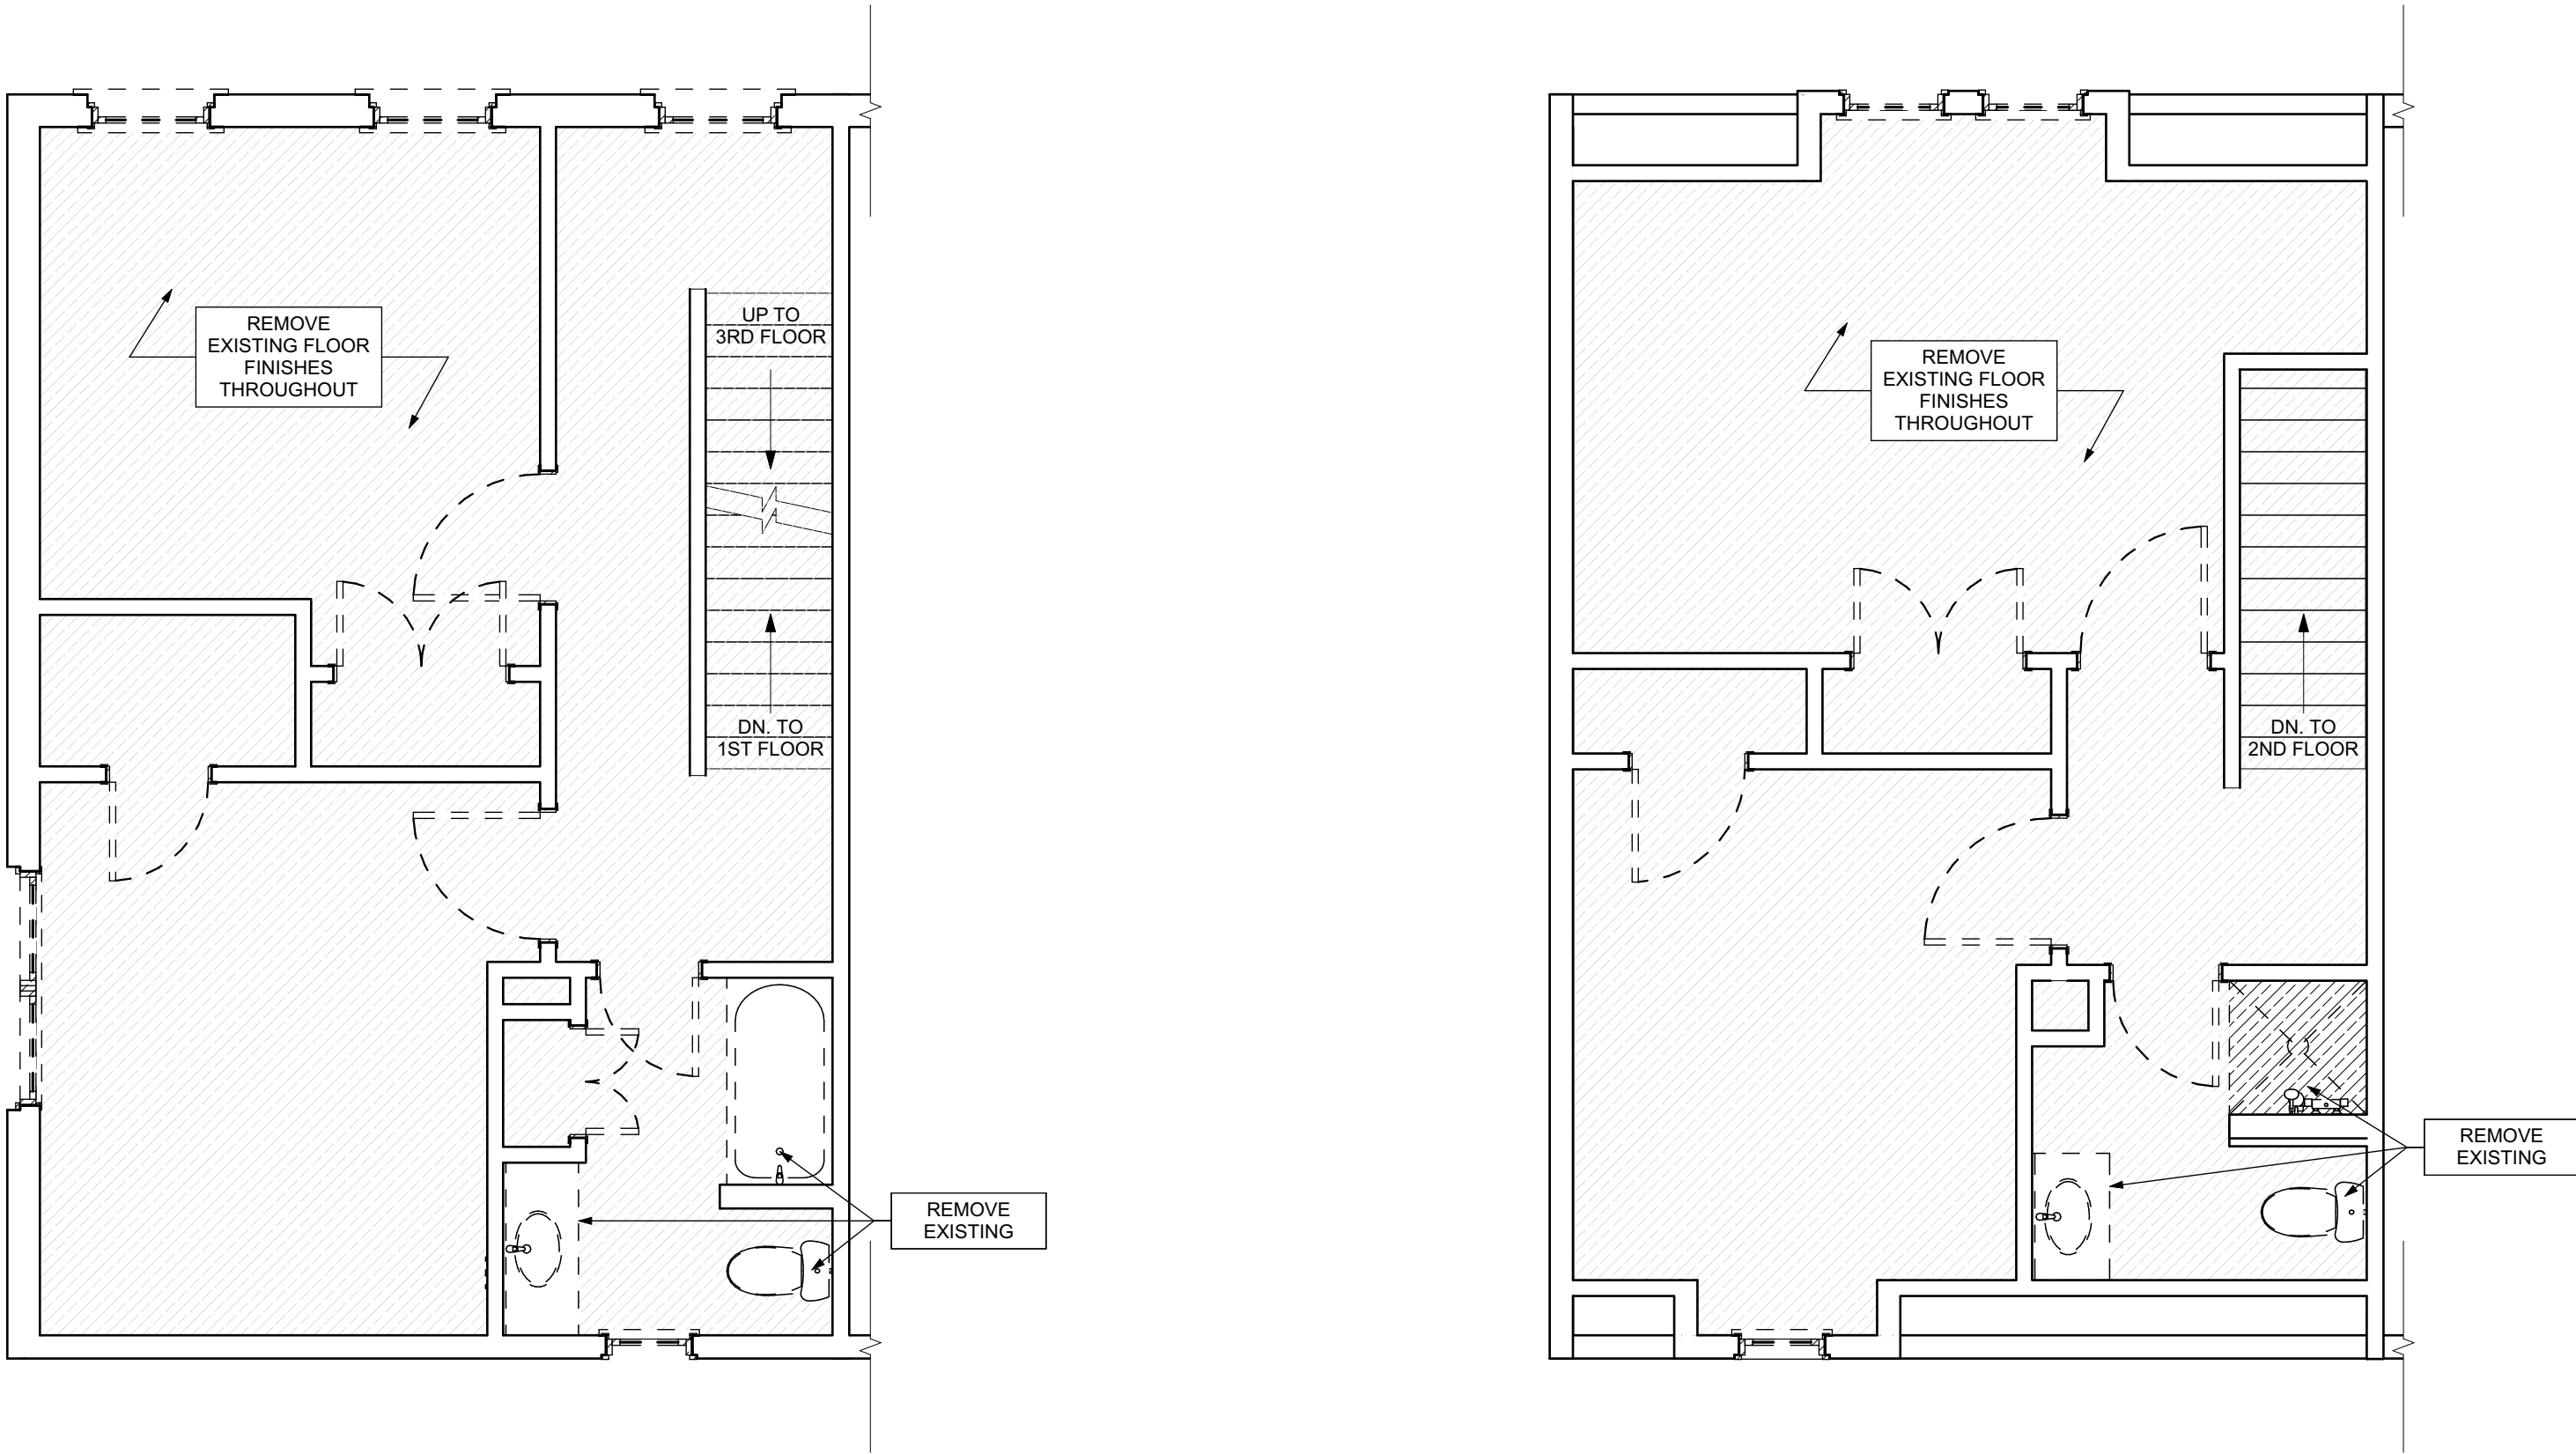 REMOVE
EXISTING FLOOR
FINISHES
THROUGHOUT
UP TO
3RD FLOOR
DN. TO
1ST FLOOR
REMOVE
EXISTING
REMOVE
EXISTING FLOOR
FINISHES
THROUGHOUT
DN. TO
2ND FLOOR
REMOVE
EXISTING